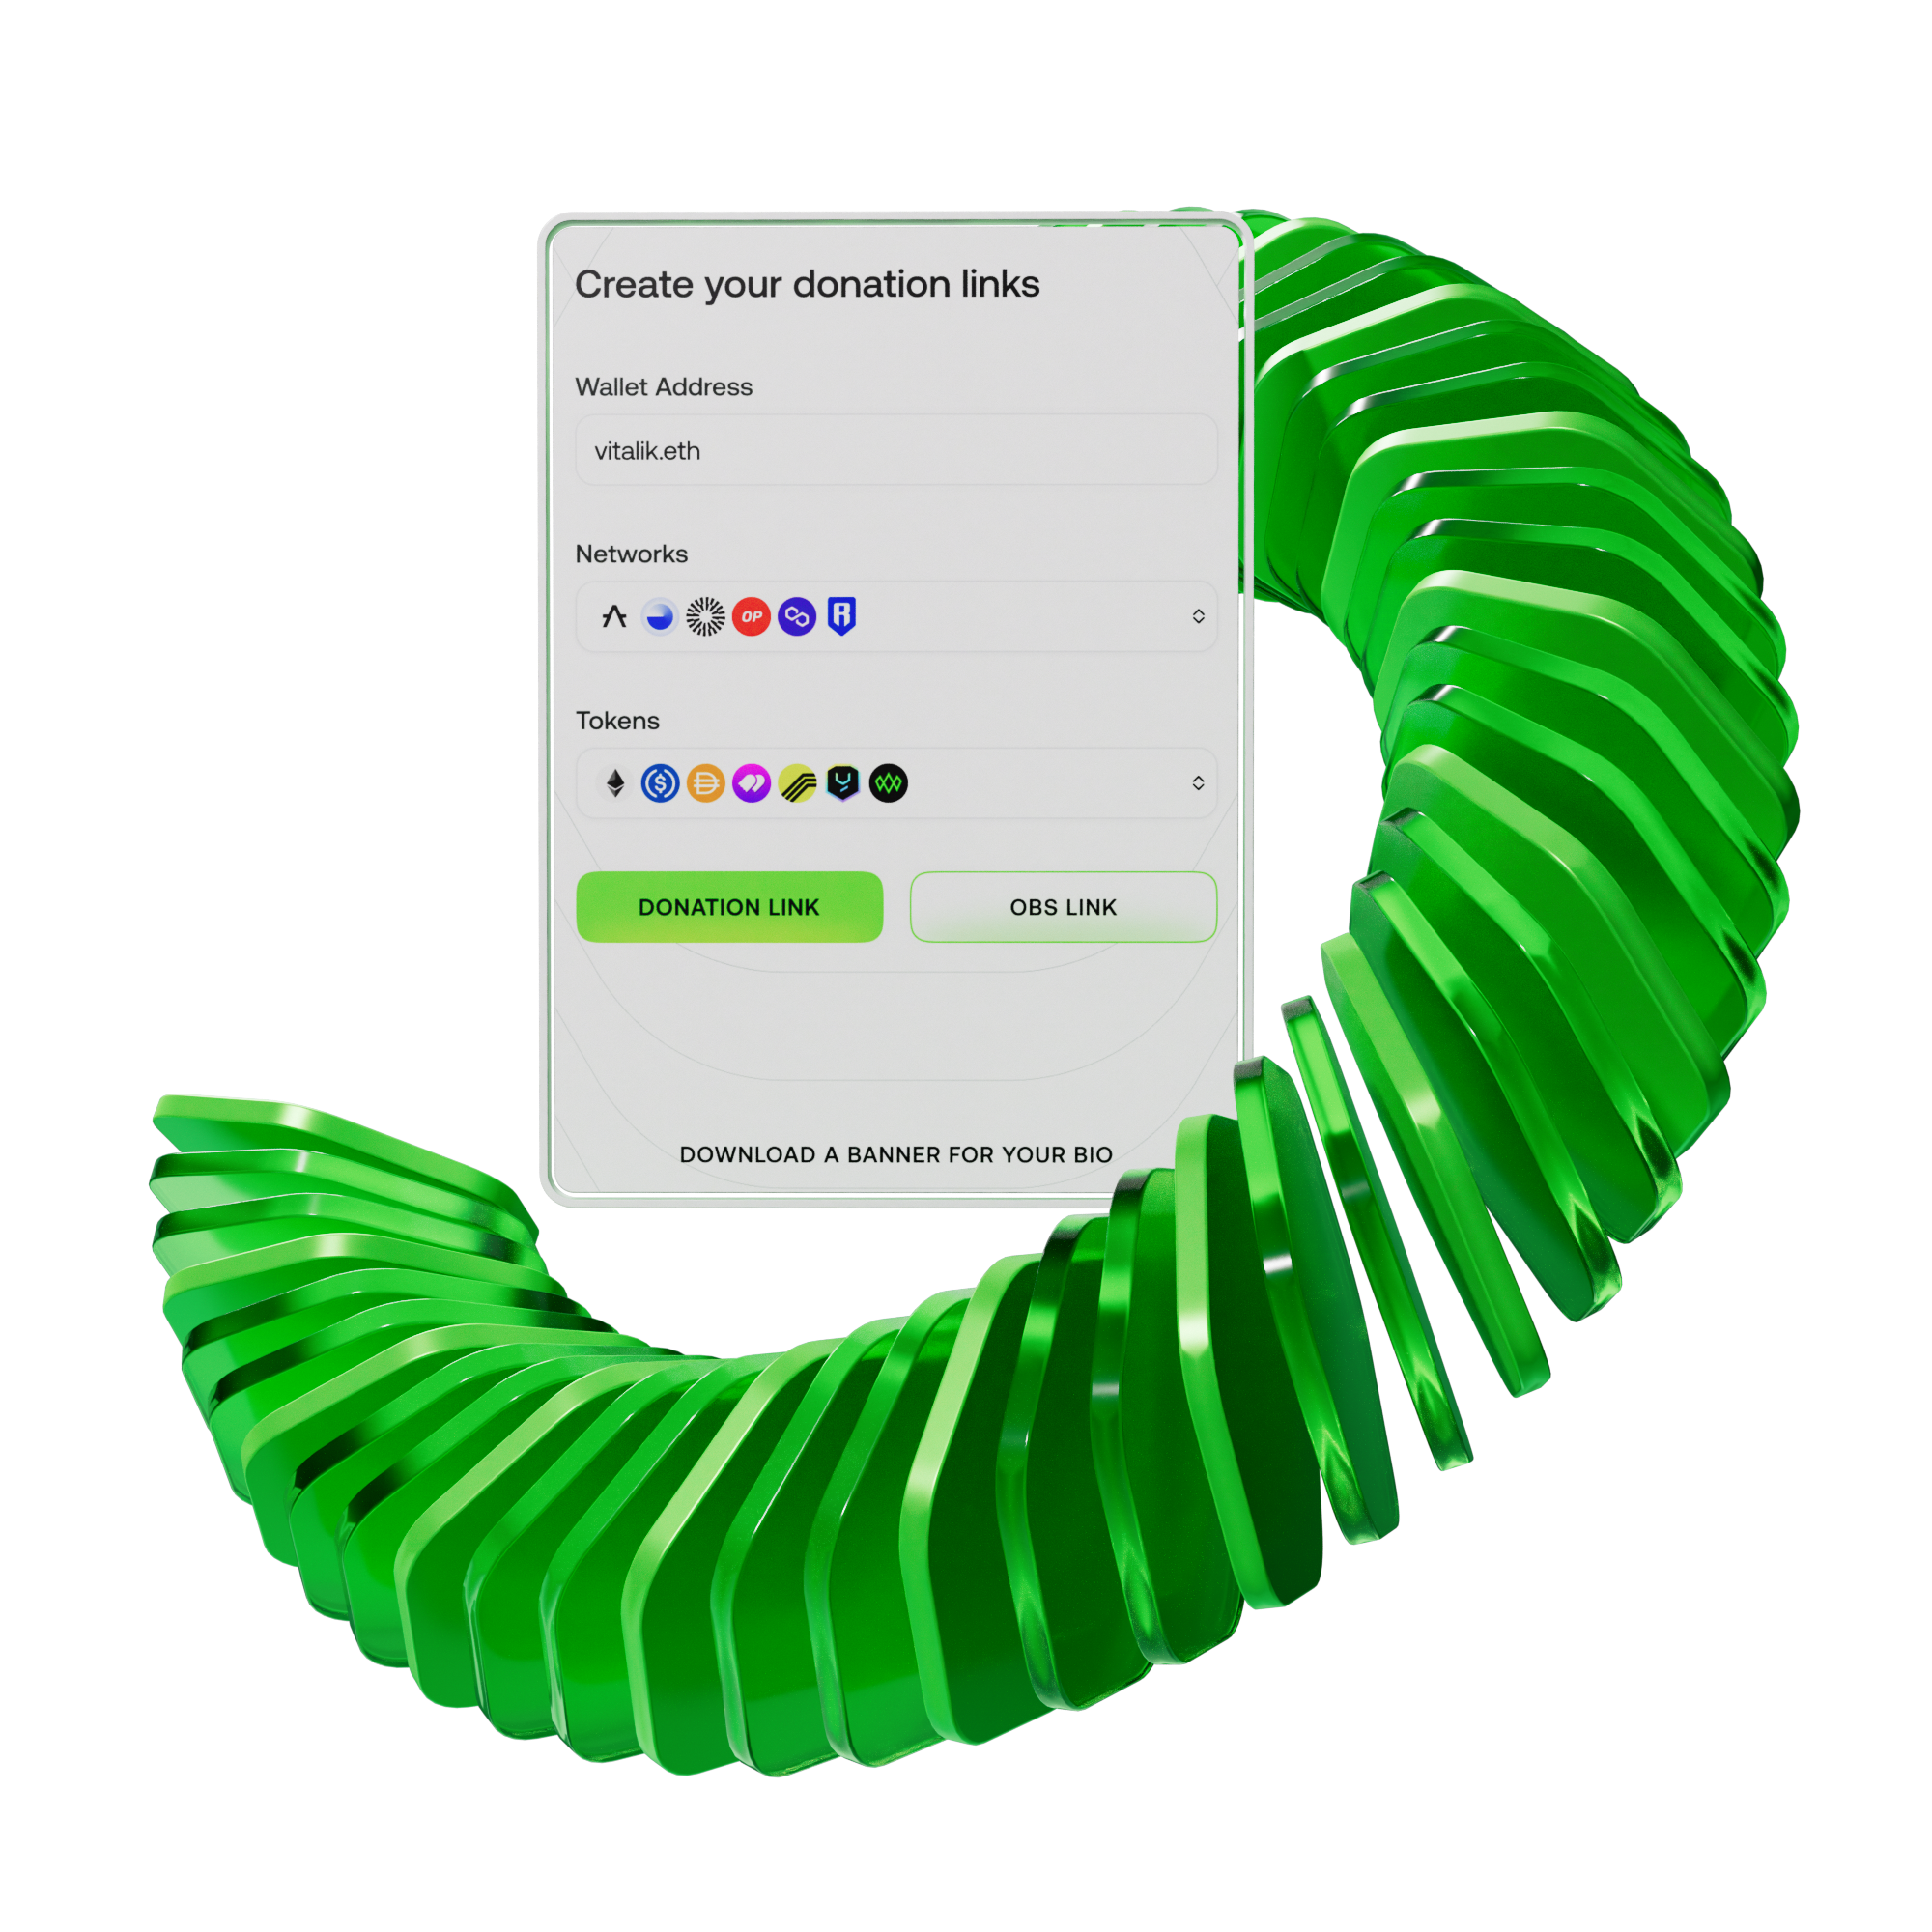 Create your donation links
Wallet Address
vitalik.eth
Networks
OP
Tokens
DONATION LINK
OBS LINK
DOWNLOAD A BANNER FOR YOUR BIO